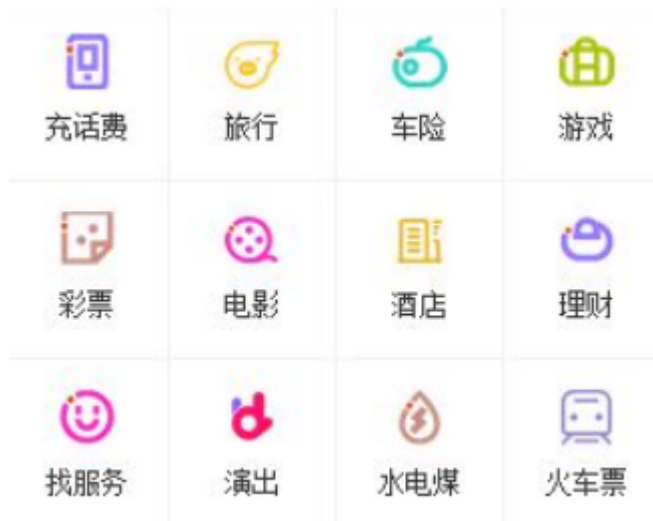 充话费
旅行
车险
游戏
彩票
电影
酒店
理财
找服务
演出
水电煤
火车票